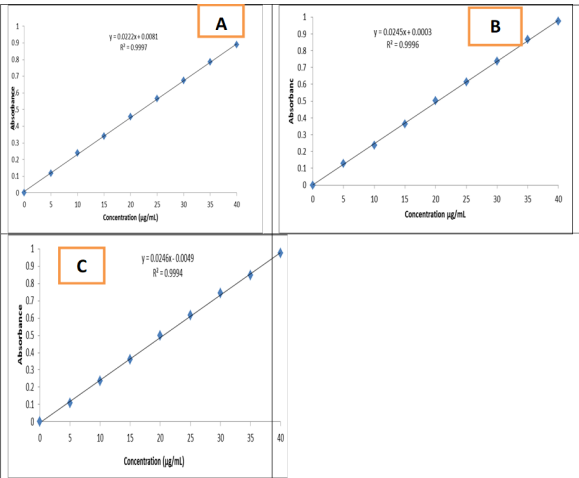 A
y = 0.0222x + 0.0081
R² = 0.9997
1
0.9
0.8
0.7
0.6
0.5
0.4
0.3
0.2
0.1
0
Absorbance
0 5 10 15 20 25 30 35 40
Concentration (µg/mL)
B
y = 0.0245x + 0.0003
R² = 0.9996
1
0.9
0.8
0.7
0.6
0.5
0.4
0.3
0.2
0.1
0
Absorbanc
0 5 10 15 20 25 30 35 40
Concentration µg/mL
C
y = 0.0246x - 0.0049
R² = 0.9994
1
0.9
0.8
0.7
0.6
0.5
0.4
0.3
0.2
0.1
0
Absorbance
0 5 10 15 20 25 30 35 40
Concentration (µg/mL)